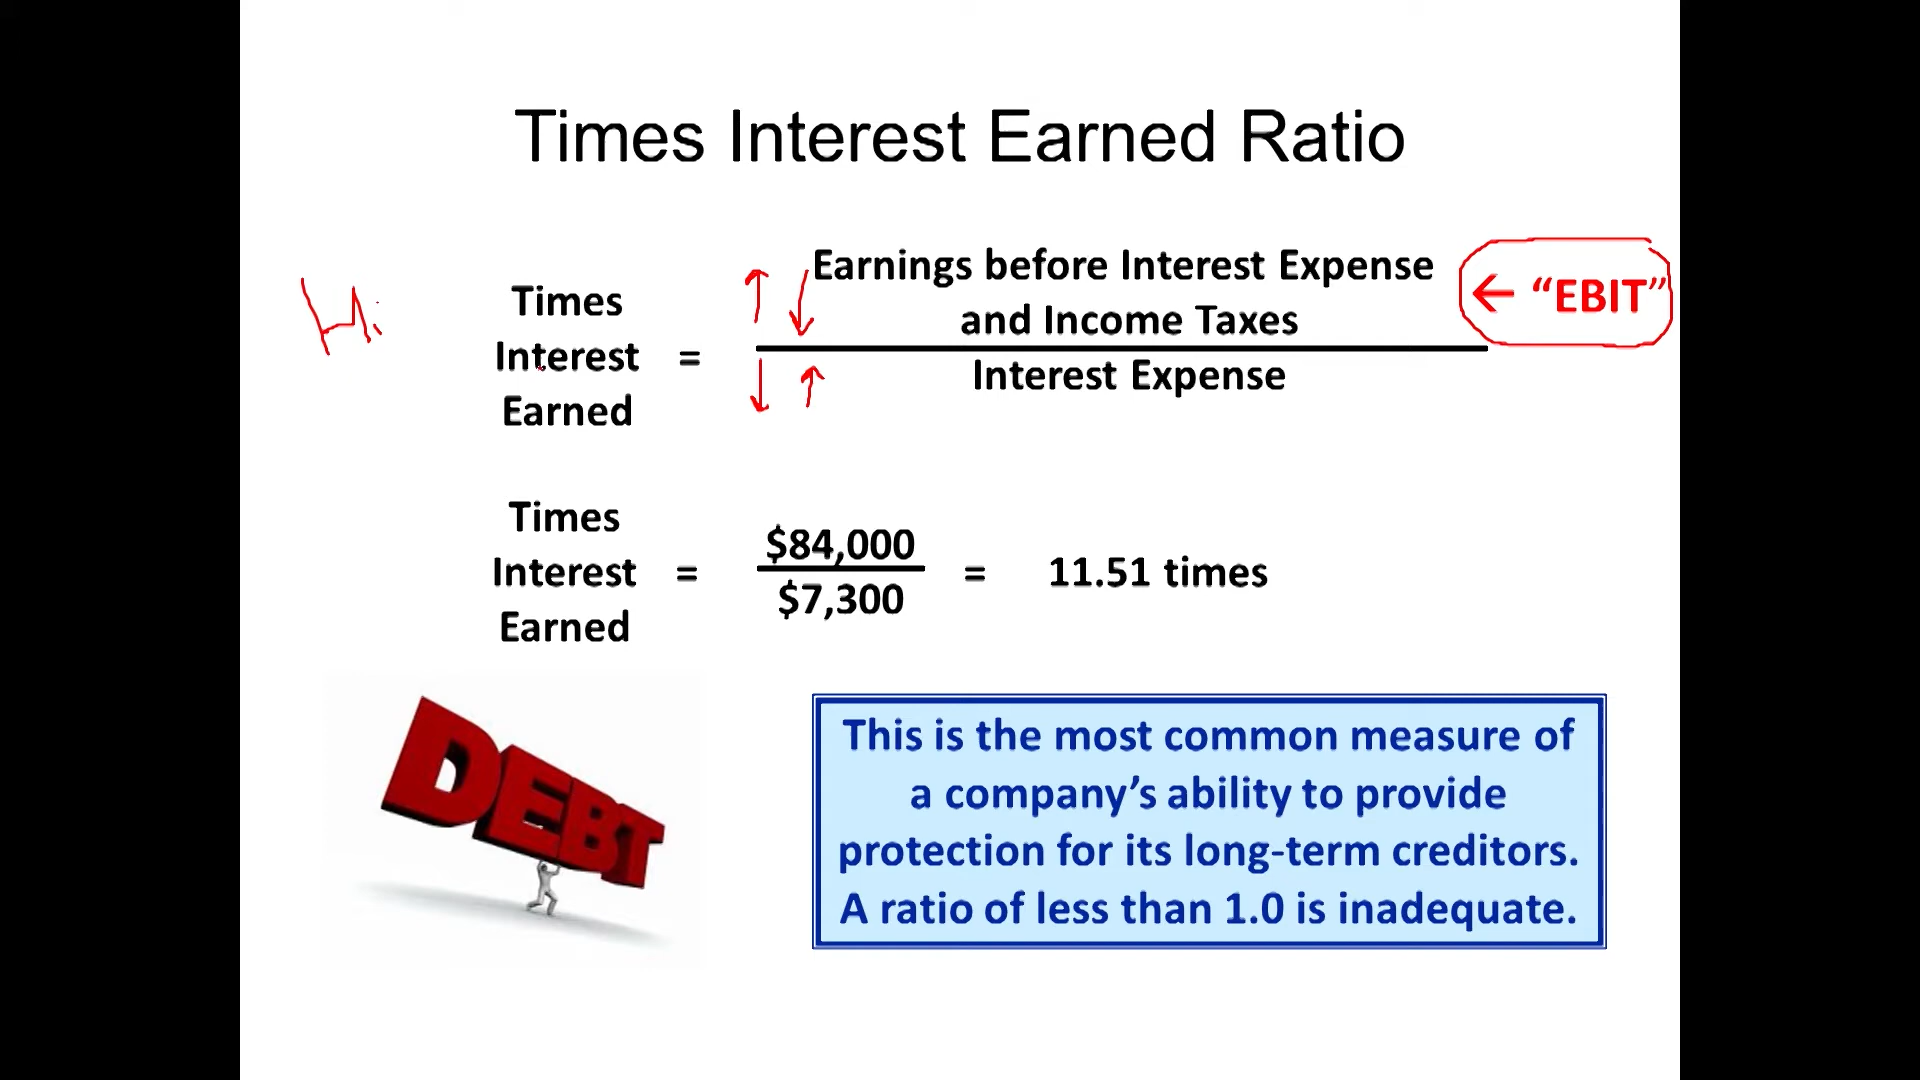 Times Interest Earned Ratio
Hi
Times
Interest
Earned
=
Earnings before Interest Expense
and Income Taxes
Interest Expense
← “EBIT”
Times
Interest
Earned
=
$84,000
$7,300
=
11.51 times
DEBT
This is the most common measure of
a company’s ability to provide
protection for its long-term creditors.
A ratio of less than 1.0 is inadequate.